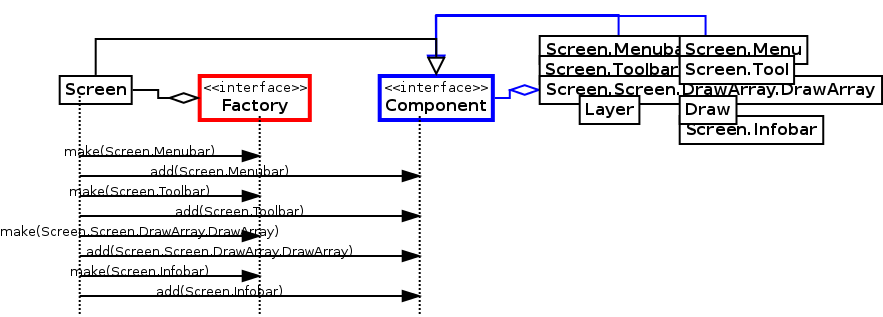 Screen.Menubar
Screen.Menu
Screen.Toolbar
Screen.Tool
Screen
<<interface>>
Factory
<<interface>>
Component
Screen.Screen.DrawArray.DrawArray
Layer
Draw
Screen.Infobar
make(Screen.Menubar)
add(Screen.Menubar)
make(Screen.Toolbar)
add(Screen.Toolbar)
make(Screen.Screen.DrawArray.DrawArray)
add(Screen.Screen.DrawArray.DrawArray)
make(Screen.Infobar)
add(Screen.Infobar)